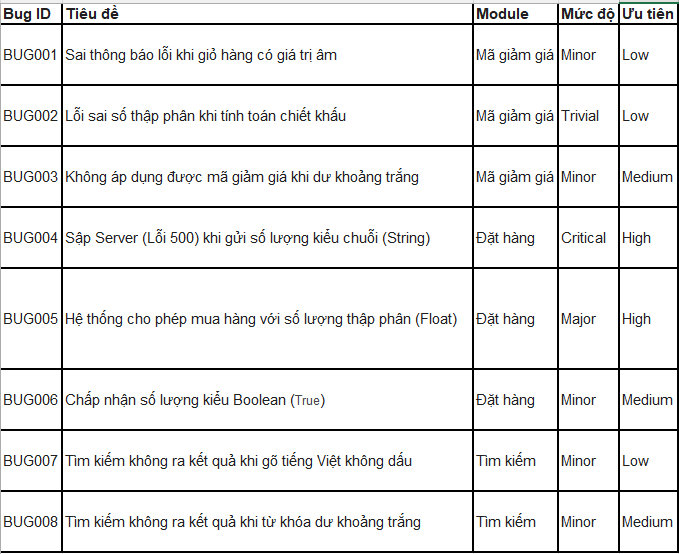 Bug ID Tiêu đề Module Mức độ Ưu tiên
BUG001 Sai thông báo lỗi khi giỏ hàng có giá trị âm Mã giảm giá Minor Low
BUG002 Lỗi sai số thập phân khi tính toán chiết khấu Mã giảm giá Trivial Low
BUG003 Không áp dụng được mã giảm giá khi dư khoảng trắng Mã giảm giá Minor Medium
BUG004 Sập Server (Lỗi 500) khi gửi số lượng kiểu chuỗi (String) Đặt hàng Critical High
BUG005 Hệ thống cho phép mua hàng với số lượng thập phân (Float) Đặt hàng Major High
BUG006 Chấp nhận số lượng kiểu Boolean (True) Đặt hàng Minor Medium
BUG007 Tìm kiếm không ra kết quả khi gõ tiếng Việt không dấu Tìm kiếm Minor Low
BUG008 Tìm kiếm không ra kết quả khi từ khóa dư khoảng trắng Tìm kiếm Minor Medium